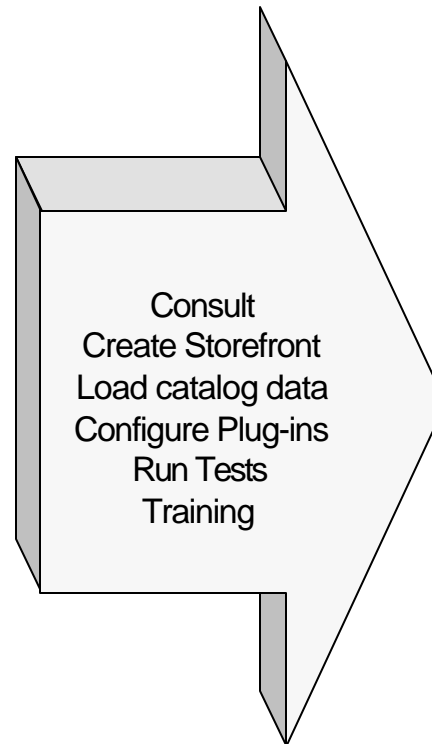 Consult
Create Storefront
Load catalog data
Configure Plug-ins
Run Tests
Training